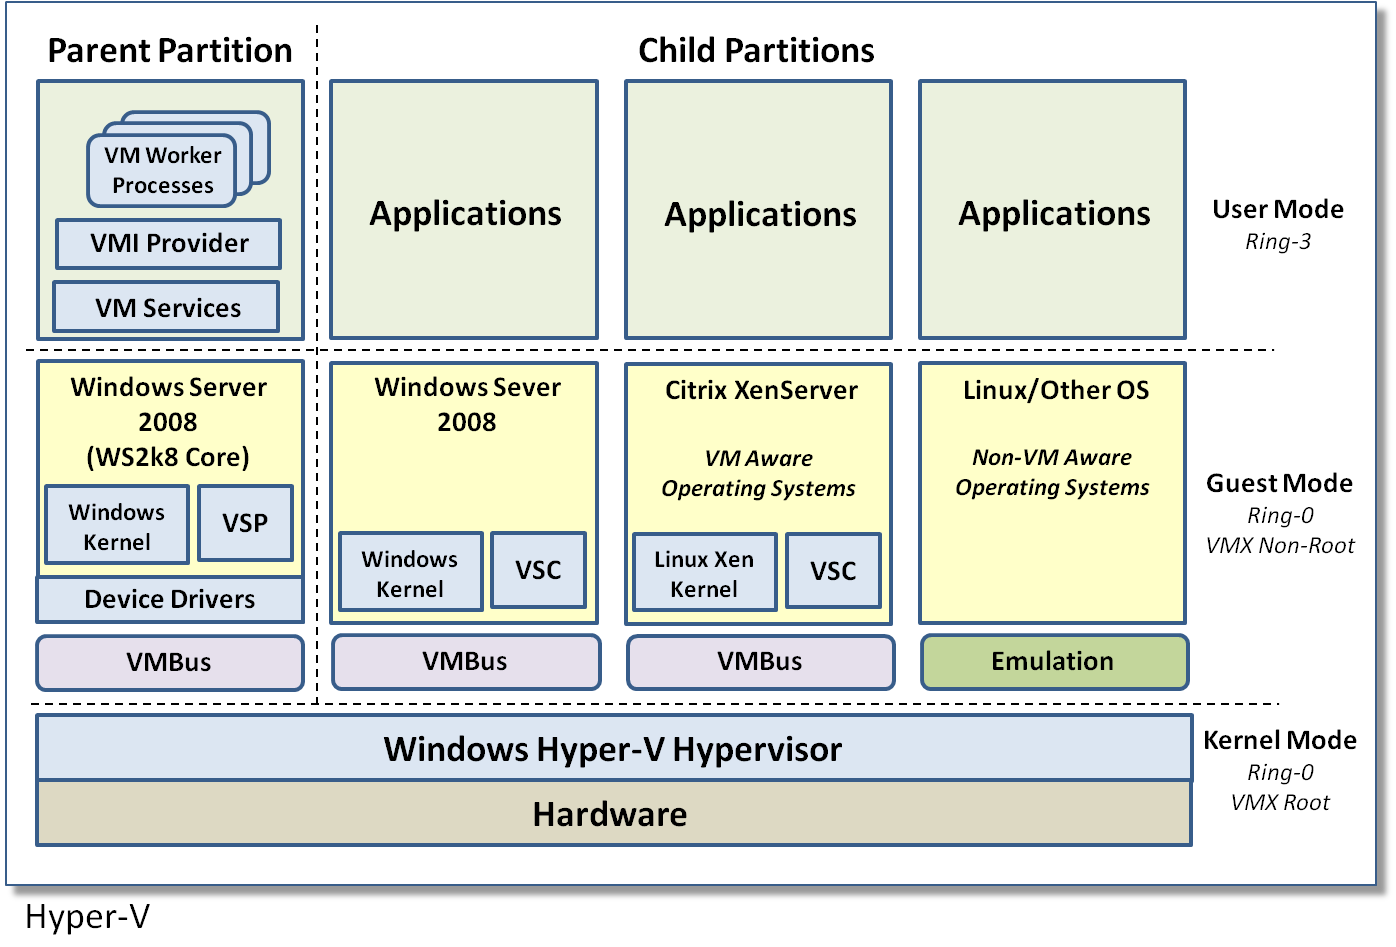 Parent Partition
Child Partitions
VM Worker
Processes
VMI Provider
VM Services
Applications
Applications
Applications
User Mode
Ring-3
Windows Server
2008
(WS2k8 Core)
Windows
Kernel
VSP
Device Drivers
Windows Sever
2008
Windows
Kernel
VSC
Citrix XenServer
VM Aware
Operating Systems
Linux Xen
Kernel
VSC
Linux/Other OS
Non-VM Aware
Operating Systems
Guest Mode
Ring-0
VMX Non-Root
VMBus
VMBus
VMBus
Emulation
Windows Hyper-V Hypervisor
Hardware
Kernel Mode
Ring-0
VMX Root
Hyper-V